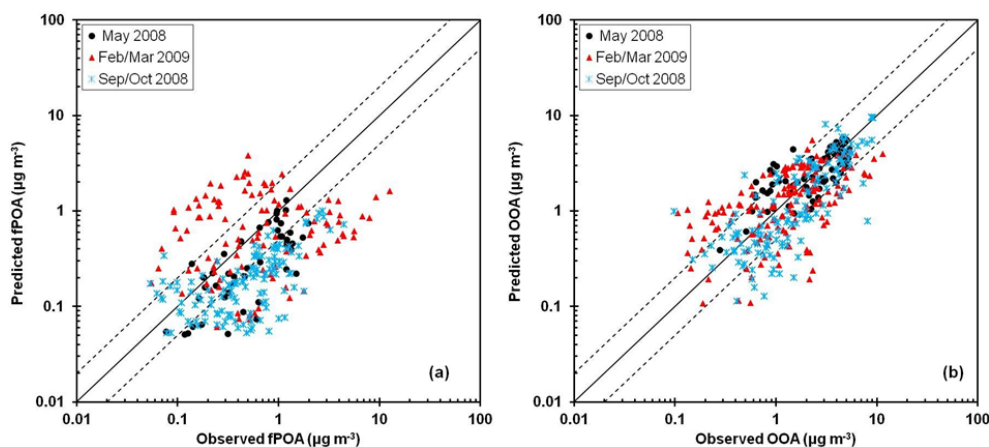 100
10
1
0.1
0.01
Predicted fPOA (µg m-3)
May 2008
Feb/Mar 2009
Sep/Oct 2008
(a)
0.01 0.1 1 10 100
Observed fPOA (µg m-3)
100
10
1
0.1
0.01
Predicted OOA (µg m-3)
May 2008
Feb/Mar 2009
Sep/Oct 2008
(b)
0.01 0.1 1 10 100
Observed OOA (µg m-3)